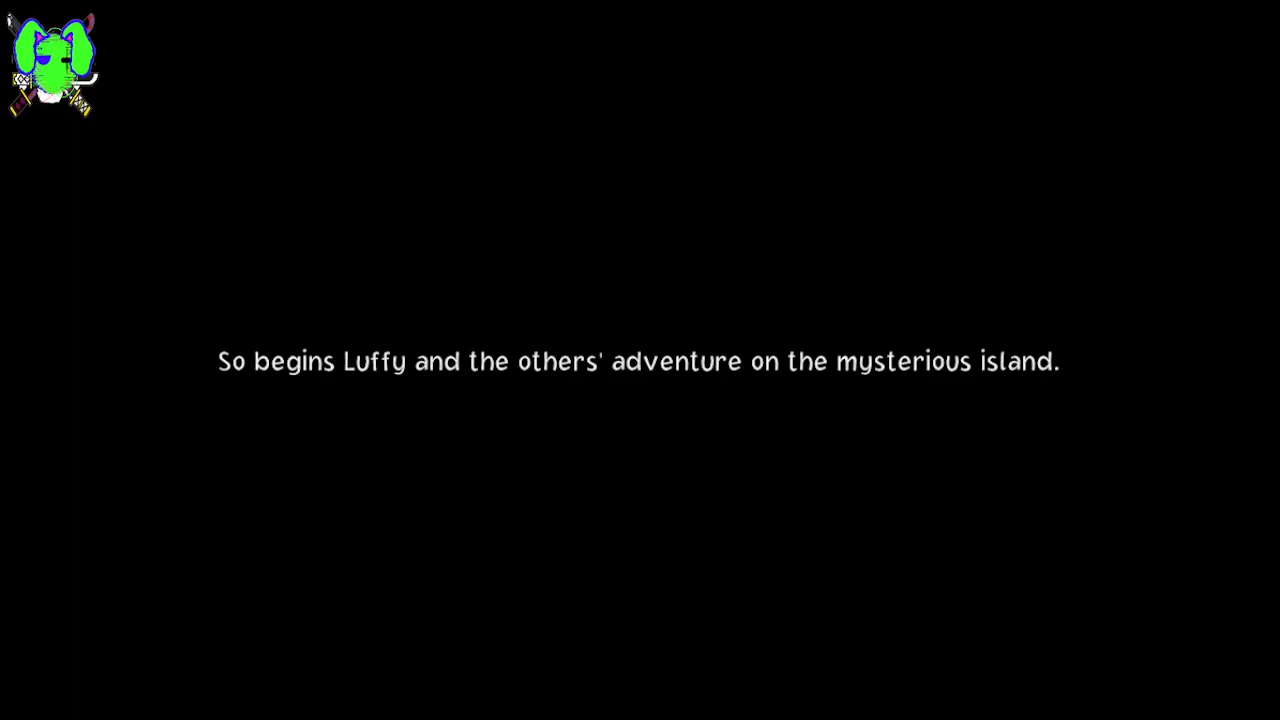 So begins Luffy and the others' adventure on the mysterious island.